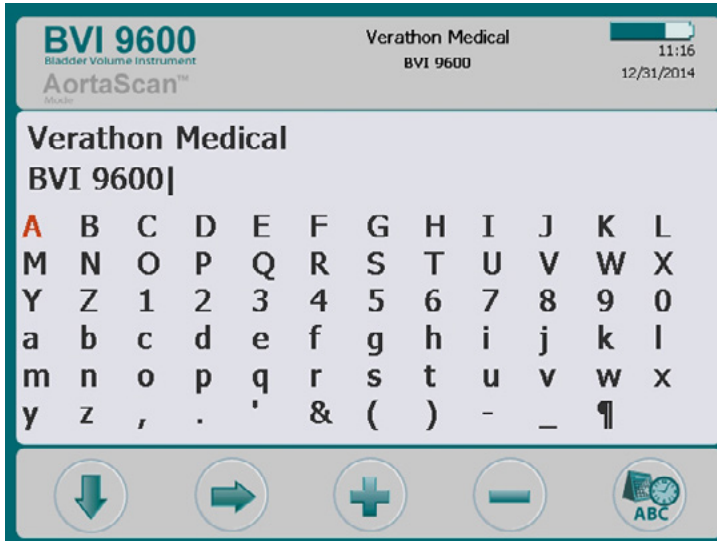 BVI 9600
Bladder Volume Instrument
AortaScan™
Mode
Verathon Medical
BVI 9600
11:16
12/31/2014
Verathon Medical
BVI 9600|
A B C D E F G H I J K L
M N O P Q R S T U V W X
Y Z 1 2 3 4 5 6 7 8 9 0
a b c d e f g h i j k l
m n o p q r s t u v w x
y z , . ' & ( ) - _ ¶
ABC